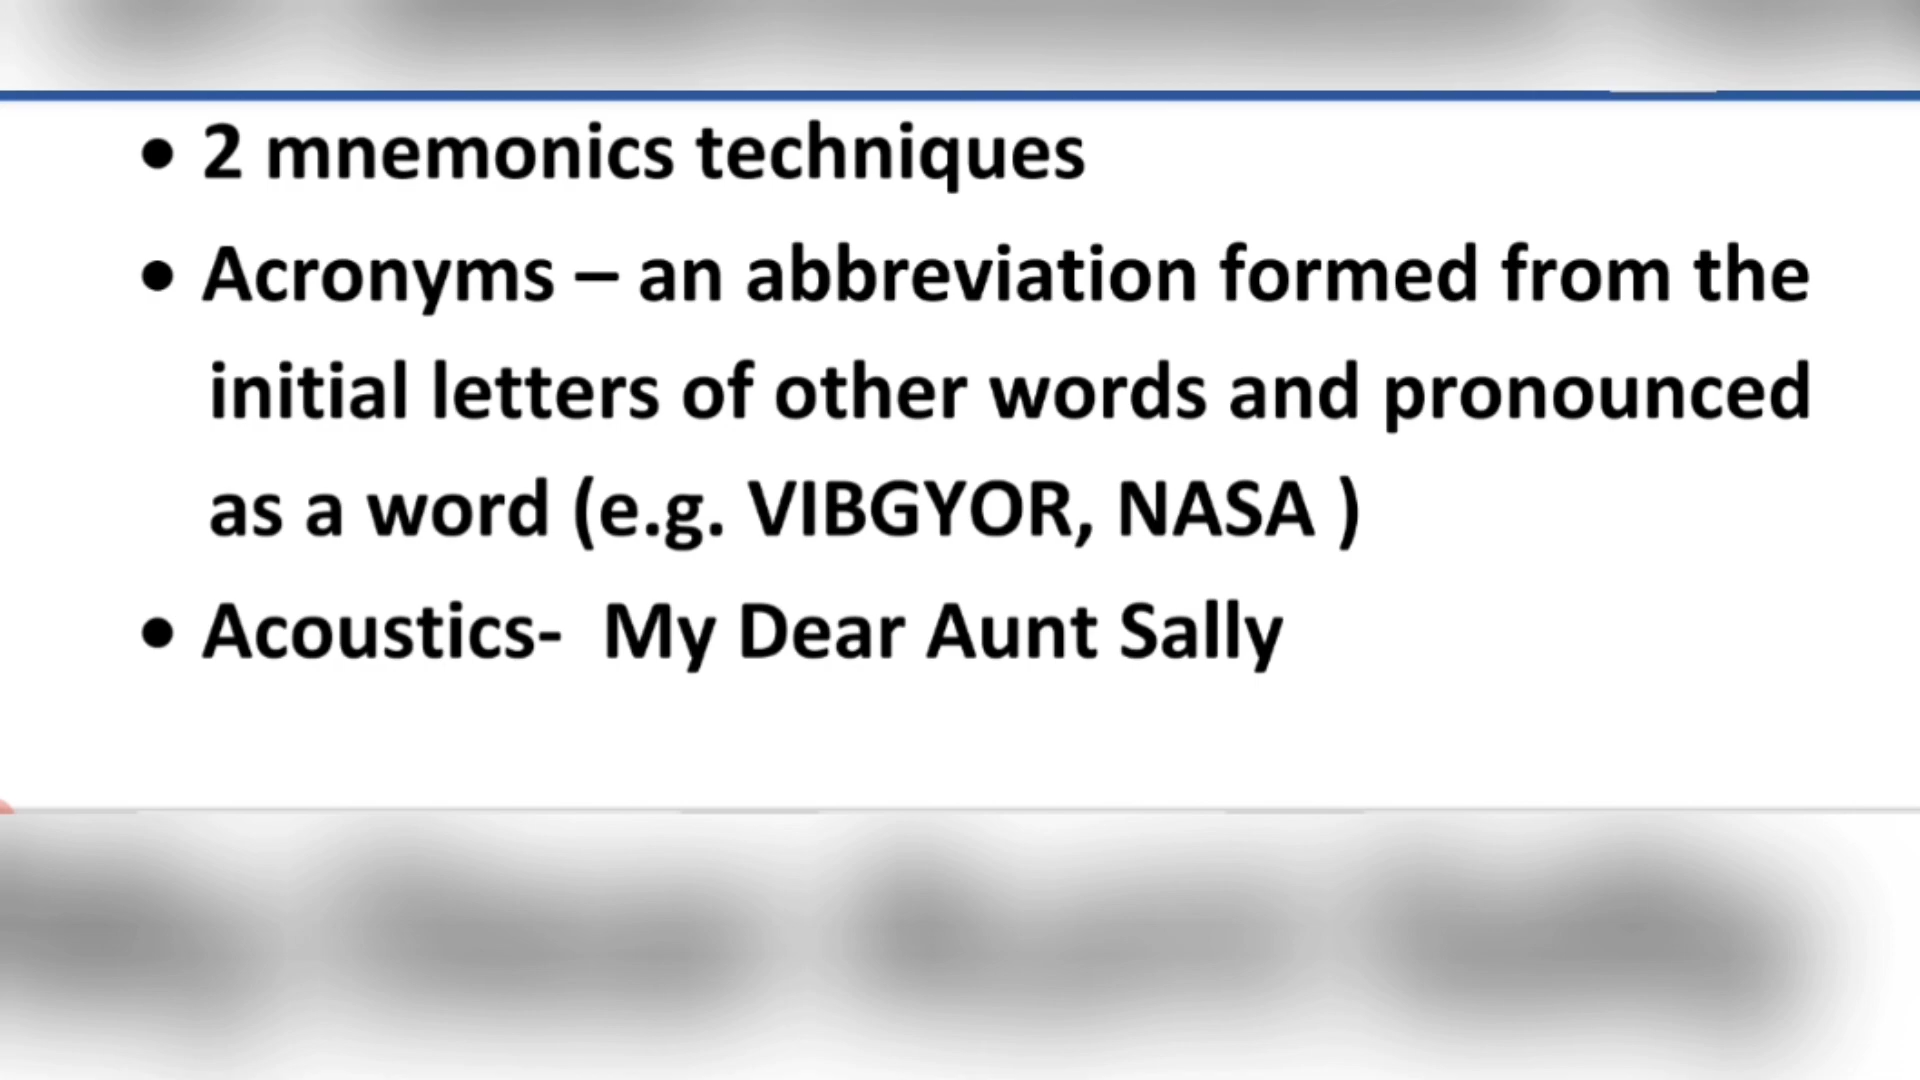 • 2 mnemonics techniques
• Acronyms – an abbreviation formed from the
initial letters of other words and pronounced
as a word (e.g. VIBGYOR, NASA )
• Acoustics-  My Dear Aunt Sally